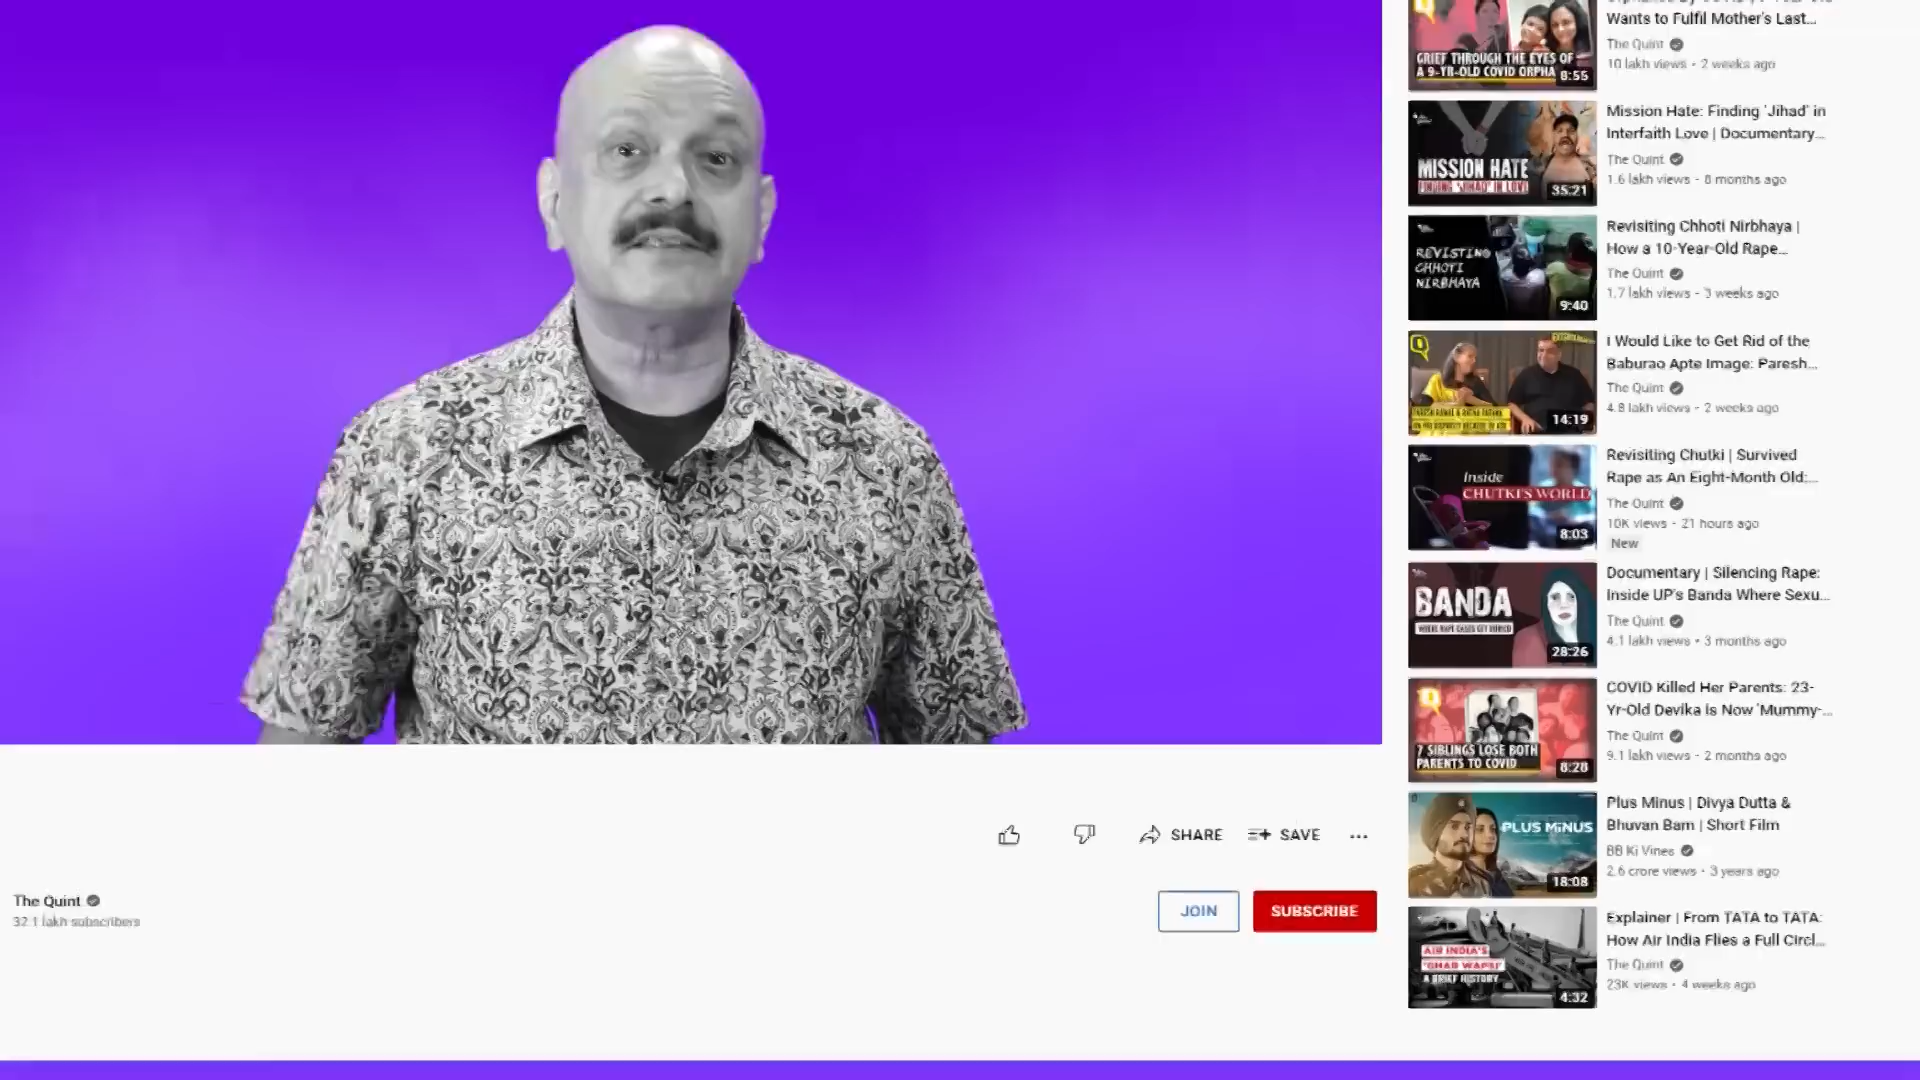 Wants to Fulfil Mother's Last...
The Quint
10 lakh views • 2 weeks ago
GRIEF THROUGH THE EYES OF
A 9-YR-OLD COVID ORPHA
8:55
Mission Hate: Finding 'Jihad' in
Interfaith Love | Documentary...
The Quint
1.6 lakh views • 8 months ago
MISSION HATE
FINDING 'JIHAD' IN LOVE
35:21
Revisiting Chhoti Nirbhaya |
How a 10-Year-Old Rape...
The Quint
1.7 lakh views • 3 weeks ago
REVISTING
CHHOTI
NIRBHAYA
9:40
I Would Like to Get Rid of the
Baburao Apte Image: Paresh...
The Quint
4.8 lakh views • 2 weeks ago
14:19
Revisiting Chutki | Survived
Rape as An Eight-Month Old:...
The Quint
10K views • 21 hours ago
New
Inside
CHUTKI'S WORLD
8:03
Documentary | Silencing Rape:
Inside UP's Banda Where Sexu...
The Quint
4.1 lakh views • 3 months ago
BANDA
WHERE RAPE CASES GET BURIED
28:26
COVID Killed Her Parents: 23-
Yr-Old Devika is Now 'Mummy-...
The Quint
9.1 lakh views • 2 months ago
7 SIBLINGS LOSE BOTH
PARENTS TO COVID
8:28
Plus Minus | Divya Dutta &
Bhuvan Bam | Short Film
BB Ki Vines
2.6 crore views • 3 years ago
PLUS MINUS
18:08
Explainer | From TATA to TATA:
How Air India Flies a Full Circl...
The Quint
23K views • 4 weeks ago
AIR INDIA'S
'GHAR WAPSI'
A BRIEF HISTORY
4:32
SHARE SAVE
The Quint
32.1 lakh subscribers
JOIN SUBSCRIBE